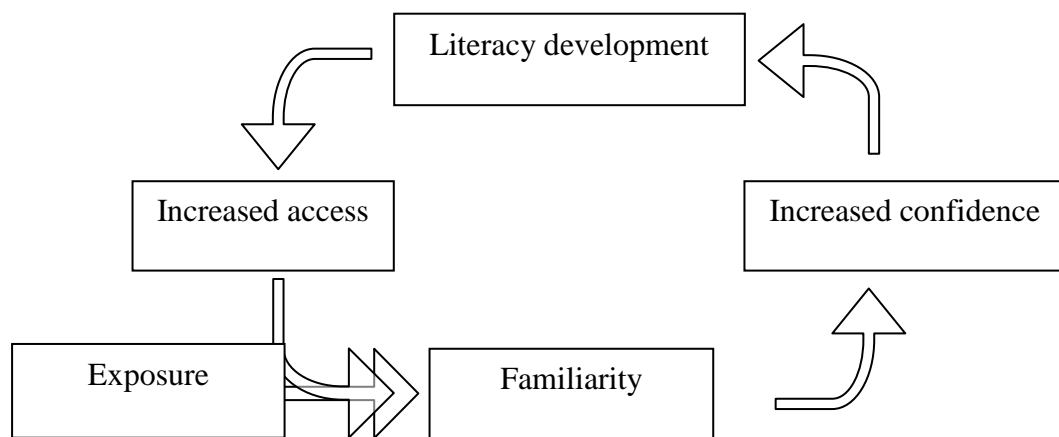 Literacy development
Increased access
Increased confidence
Exposure
Familiarity